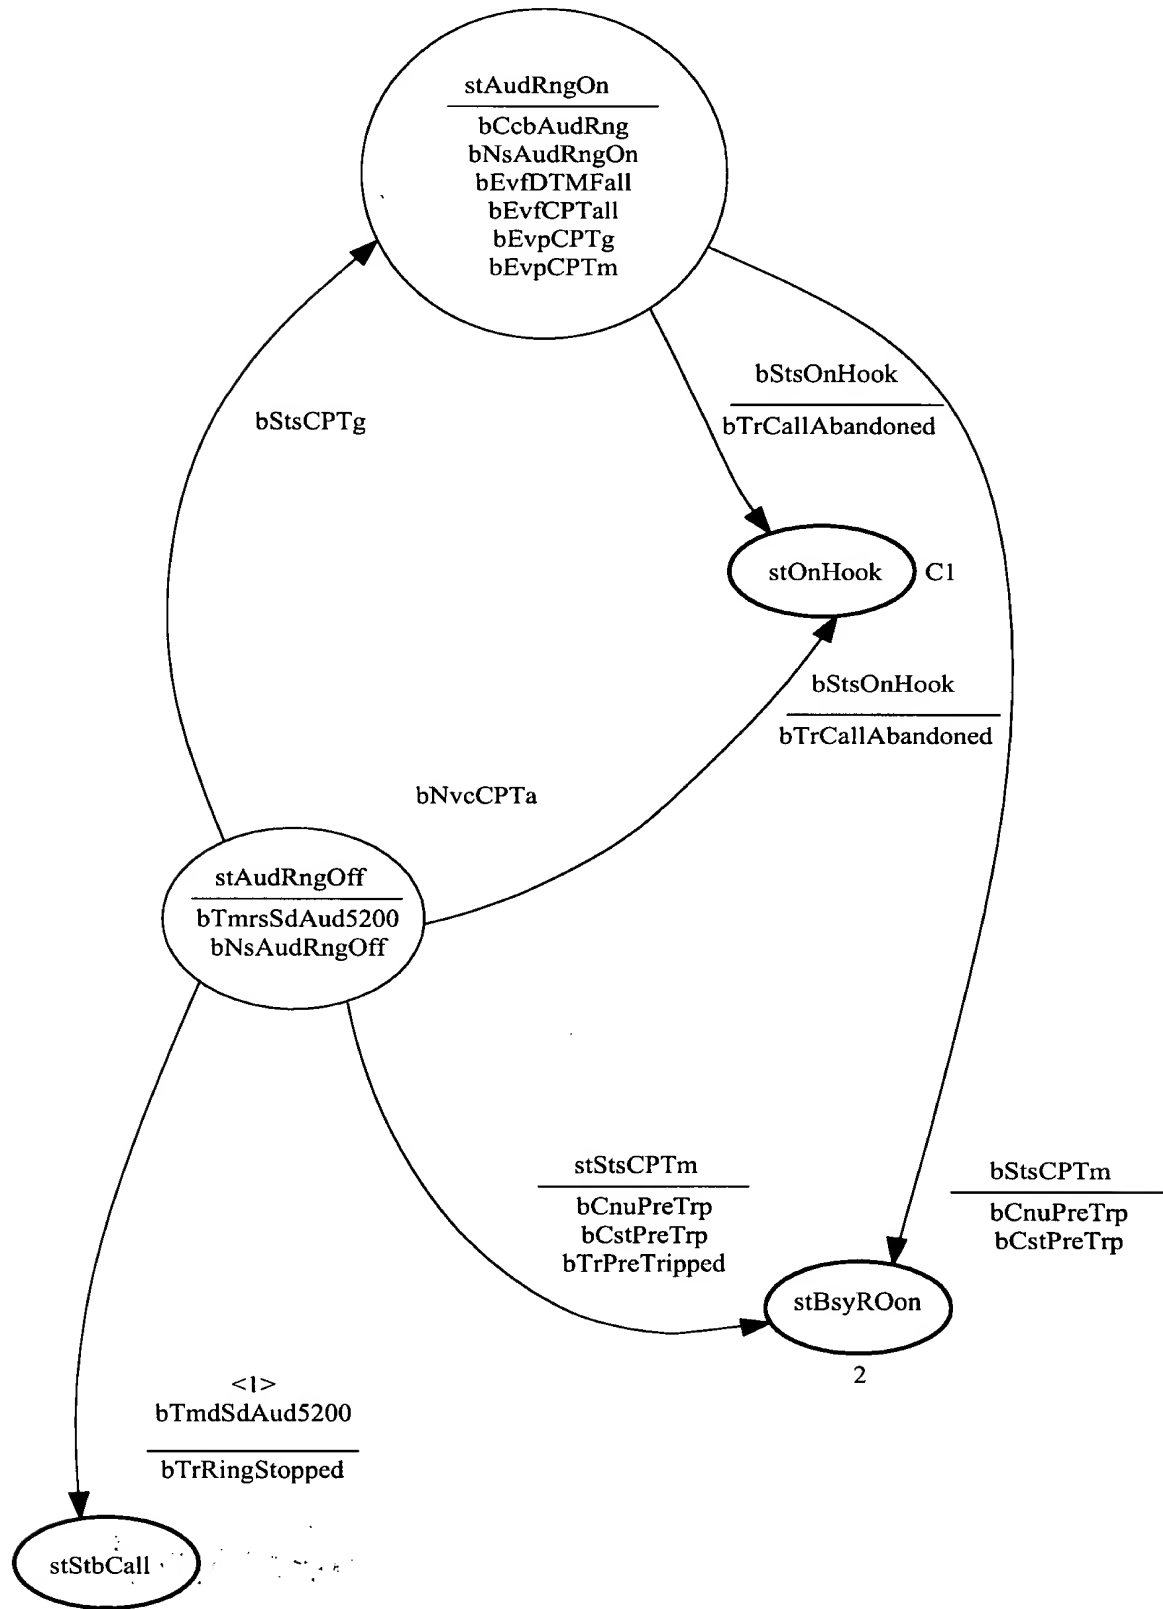 stAudRngOn
bCcbAudRng
bNsAudRngOn
bEvfDTMFall
bEvfCPTall
bEvpCPTg
bEvpCPTm
bStsOnHook
bTrCallAbandoned
bStsCPTg
stOnHook C1
bStsOnHook
bTrCallAbandoned
bNvcCPTa
stAudRngOff
bTmrsSdAud5200
bNsAudRngOff
stStsCPTm
bCnuPreTrp
bCstPreTrp
bTrPreTripped
bStsCPTm
bCnuPreTrp
bCstPreTrp
stBsyROon
2
<1>
bTmdSdAud5200
bTrRingStopped
stStbCall